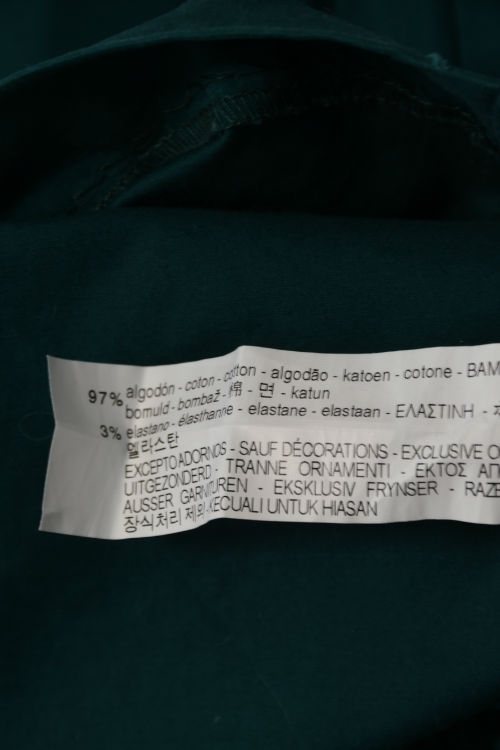 97% algodón - coton - cotton - algodão - katoen - cotone - BAM
bomuld - bombaž - 棉 - 면 - katun
3% elastano - élasthanne - elastane - elastaan - ΕΛΑΣΤΙΝΗ -
엘라스탄
EXCEPTO ADORNOS - SAUF DÉCORATIONS - EXCLUSIVE O
UITGEZONDERD - TRANNE ORNAMENTI - ΕΚΤΟΣ ΑΠ
AUSSER GARNITUREN - EKSKLUSIV FRYNSER - RAZE
장식처리 제외 - KECUALI UNTUK HIASAN